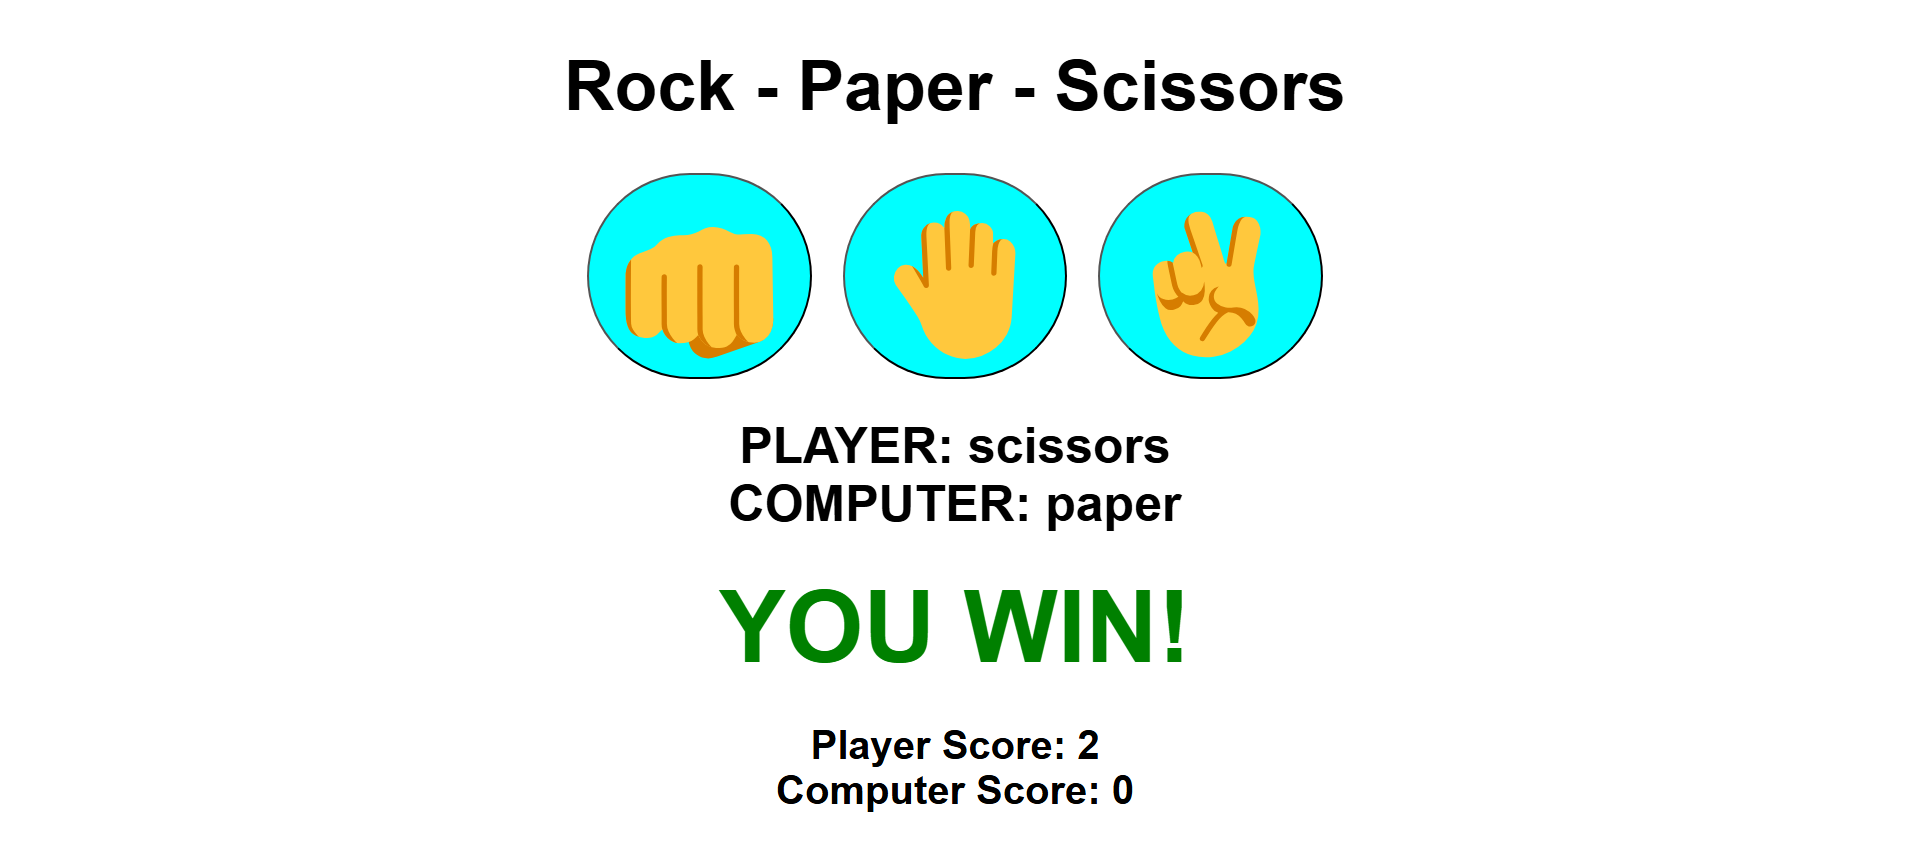 Rock - Paper - Scissors
PLAYER: scissors
COMPUTER: paper
YOU WIN!
Player Score: 2
Computer Score: 0